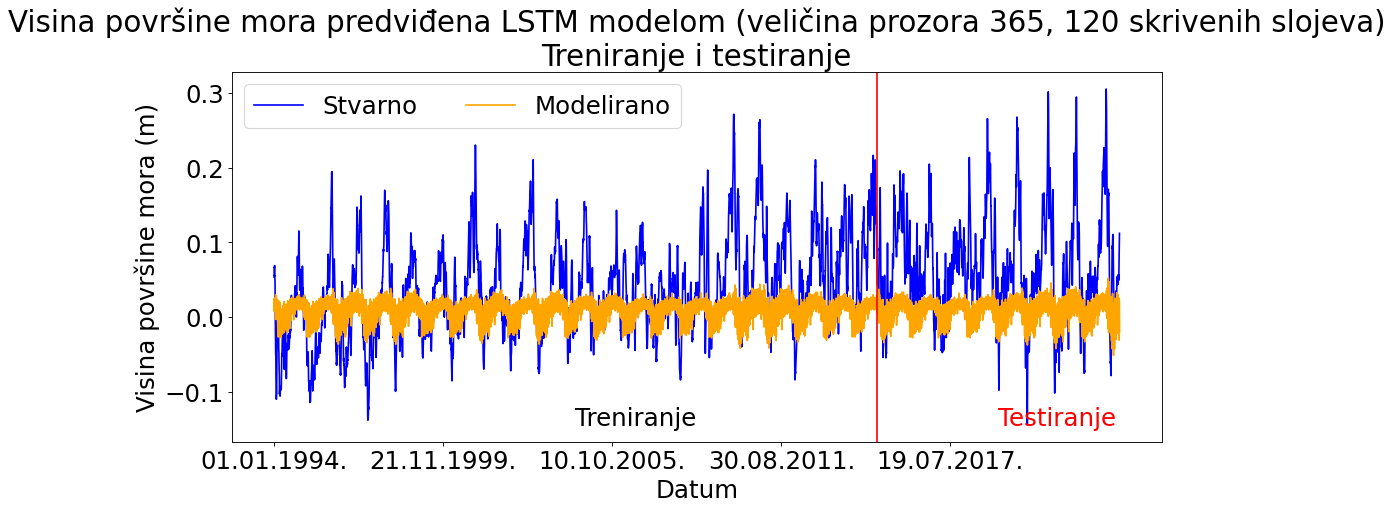 Visina površine mora predviđena LSTM modelom (veličina prozora 365, 120 skrivenih slojeva)
Treniranje i testiranje
Stvarno
Modelirano
Visina površine mora (m)
0.3
0.2
0.1
0.0
−0.1
Treniranje
Testiranje
01.01.1994.
21.11.1999.
10.10.2005.
30.08.2011.
19.07.2017.
Datum